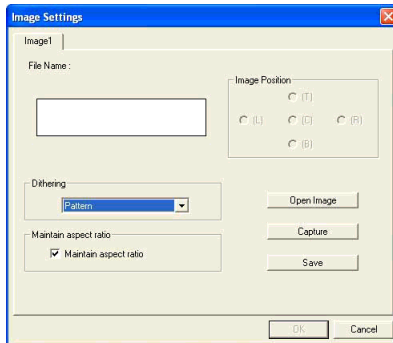 Image Settings
Image1
File Name :
Image Position
(T)
(L) (C) (R)
(B)
Dithering
Pattern
Open Image
Maintain aspect ratio
Capture
Maintain aspect ratio
Save
OK Cancel